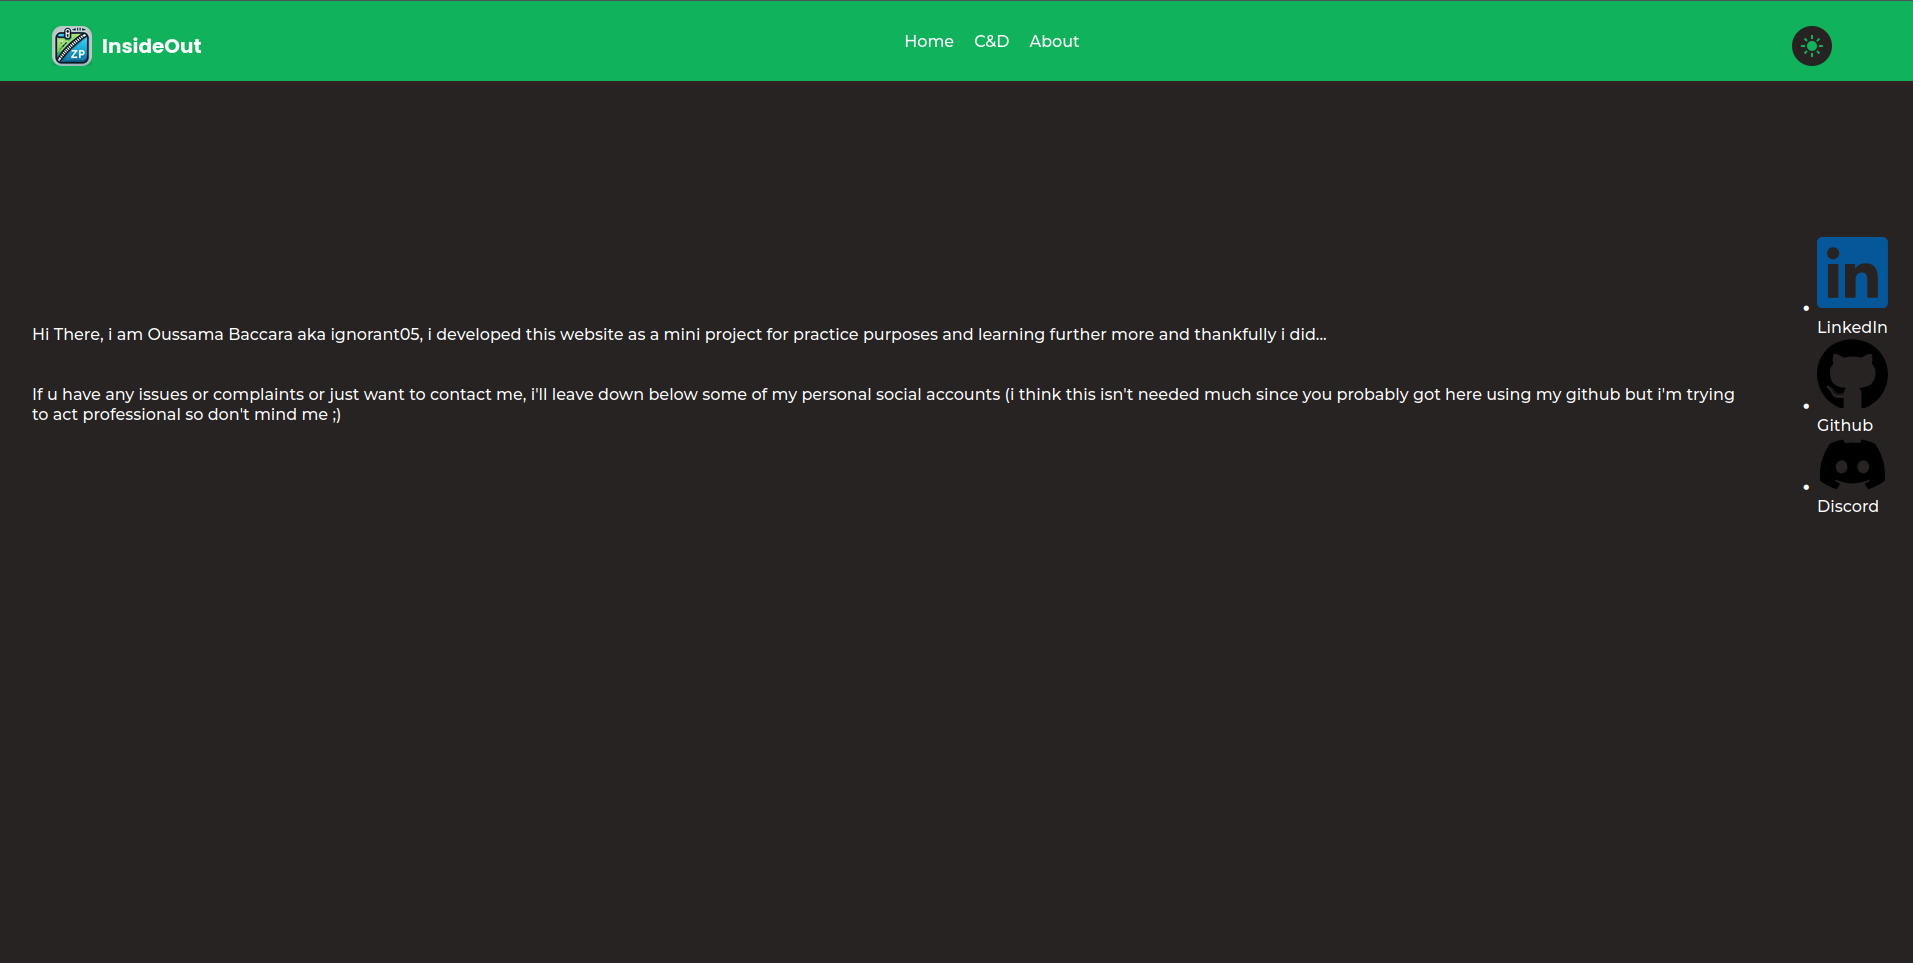 ZP
InsideOut
Home
C&D
About
Hi There, i am Oussama Baccara aka ignorant05, i developed this website as a mini project for practice purposes and learning further more and thankfully i did...
If u have any issues or complaints or just want to contact me, i'll leave down below some of my personal social accounts (i think this isn't needed much since you probably got here using my github but i'm trying
to act professional so don't mind me ;)
in
LinkedIn
Github
Discord